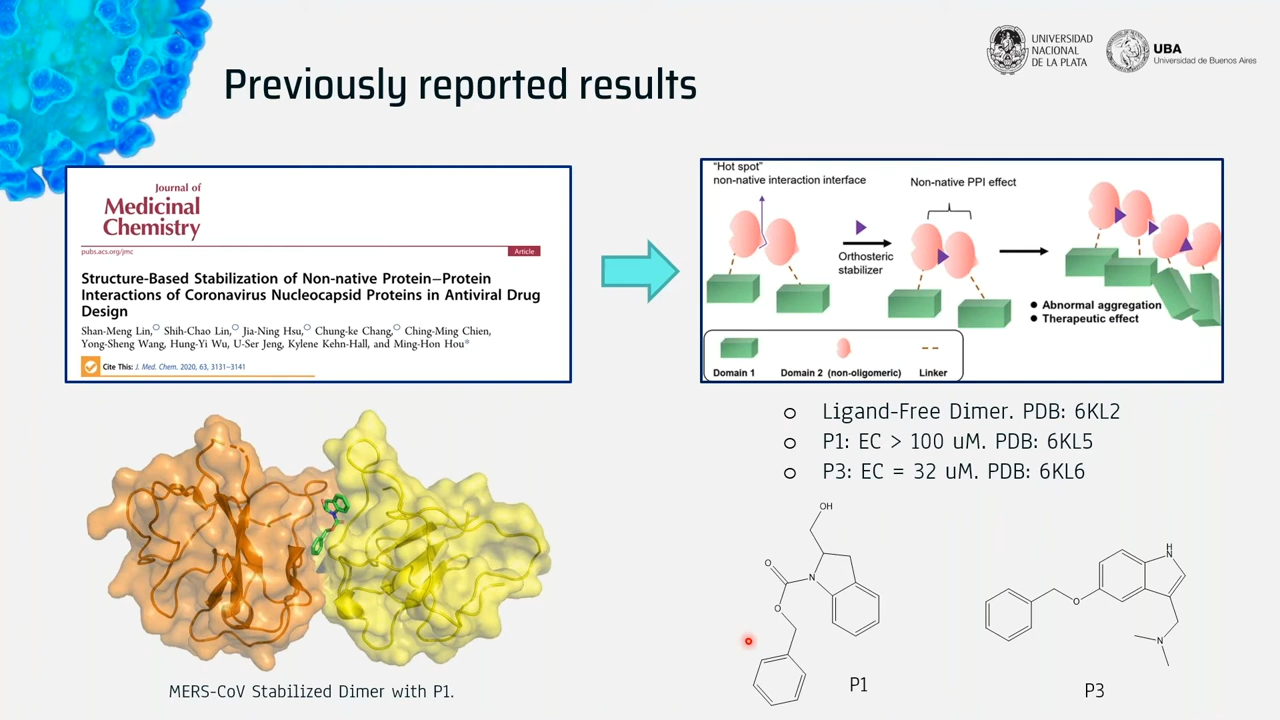 UNIVERSIDAD
NACIONAL
DE LA PLATA
UBA
Universidad de Buenos Aires
Previously reported results
Journal of
Medicinal
Chemistry
pubs.acs.org/jmc
Article
Structure-Based Stabilization of Non-native Protein−Protein
Interactions of Coronavirus Nucleocapsid Proteins in Antiviral Drug
Design
Shan-Meng Lin, Shih-Chao Lin, Jia-Ning Hsu, Chung-ke Chang, Ching-Ming Chien,
Yong-Sheng Wang, Hung-Yi Wu, U-Ser Jeng, Kylene Kehn-Hall, and Ming-Hon Hou*
Cite This: J. Med. Chem. 2020, 63, 3131−3141
"Hot spot"
non-native interaction interface
Non-native PPI effect
Orthosteric
stabilizer
● Abnormal aggregation
● Therapeutic effect
Domain 1
Domain 2 (non-oligomeric)
Linker
o Ligand-Free Dimer. PDB: 6KL2
o P1: EC > 100 uM. PDB: 6KL5
o P3: EC = 32 uM. PDB: 6KL6
OH
O
N
O
P1
H
N
O
N
P3
MERS-CoV Stabilized Dimer with P1.